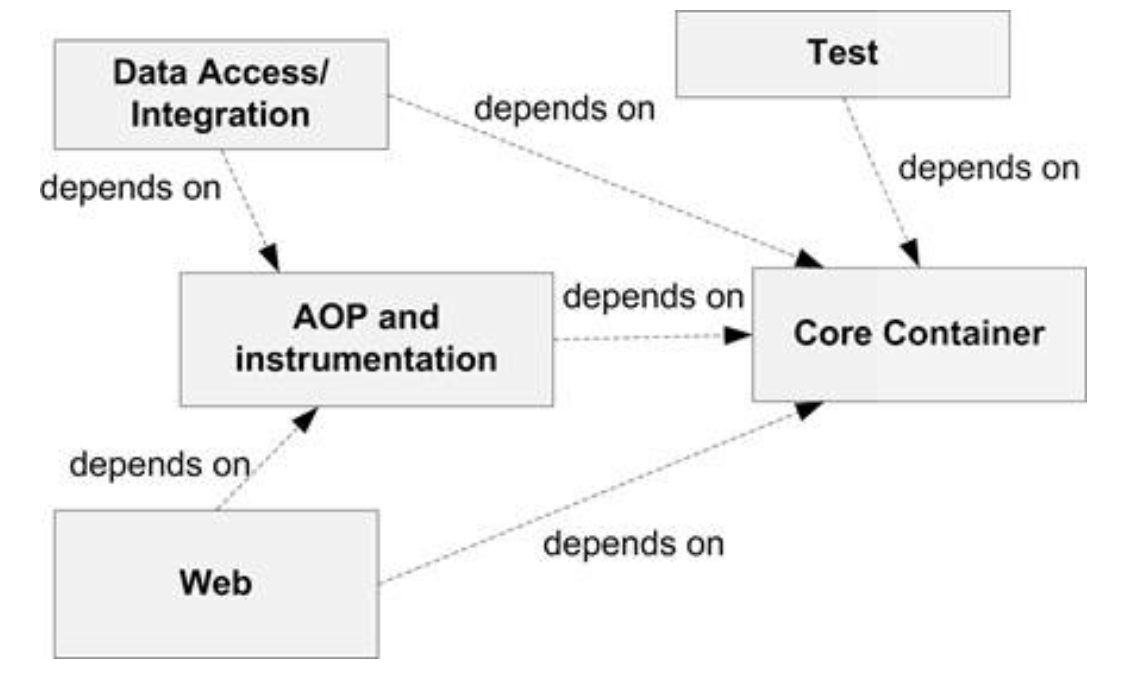 Data Access/
Integration
Test
depends on
depends on
depends on
AOP and
instrumentation
depends on
Core Container
depends on
depends on
Web